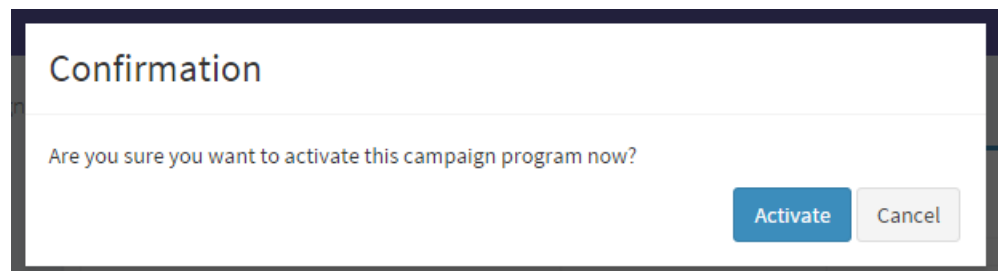 Confirmation
Are you sure you want to activate this campaign program now?
Activate Cancel